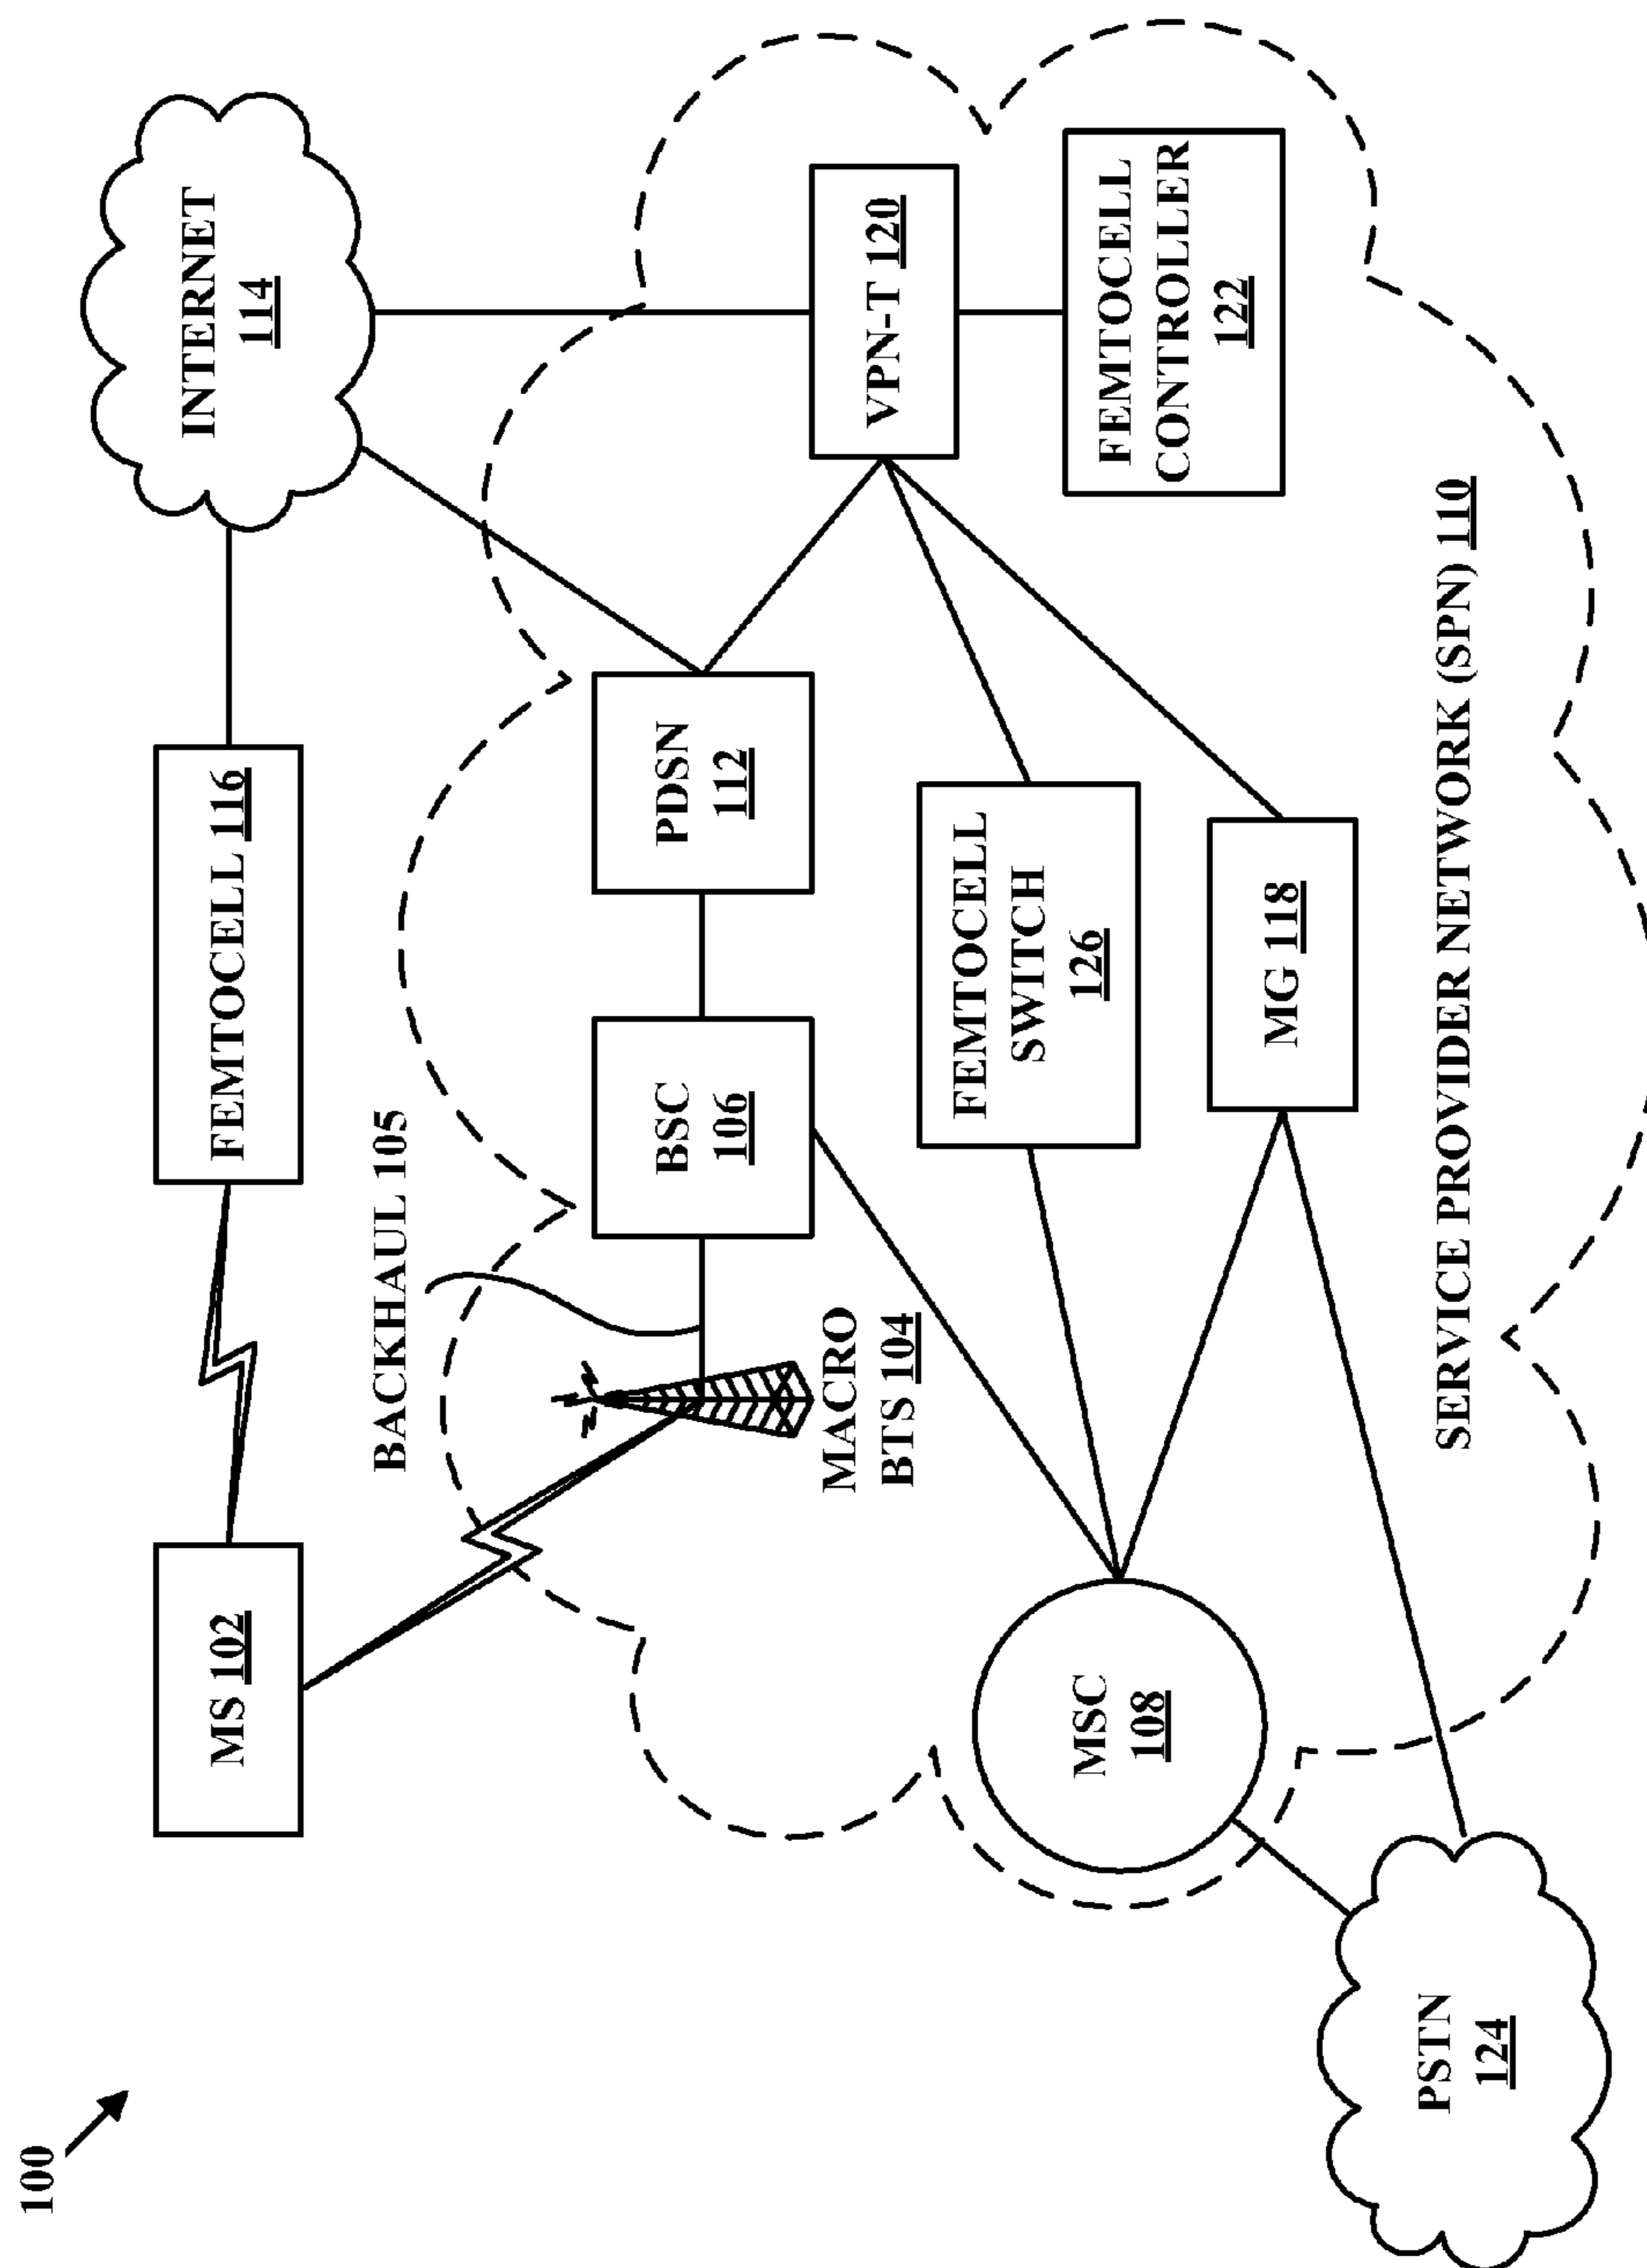 100
MS 102
FEMTOCELL 116
INTERNET
114
BACKHAUL 105
MACRO
BTS 104
BSC
106
PDSN
112
VPN-T 120
FEMTOCELL
SWITCH
126
FEMTOCELL
CONTROLLER
122
MSC
108
MG 118
SERVICE PROVIDER NETWORK (SPN) 110
PSTN
124